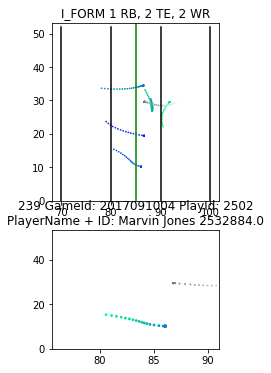 I_FORM 1 RB, 2 TE, 2 WR
50
40
30
20
10
0
70 80 90 100
239 GameId: 2017091004 PlayId: 2502
PlayerName + ID: Marvin Jones 2532884.0
40
20
0
80 85 90